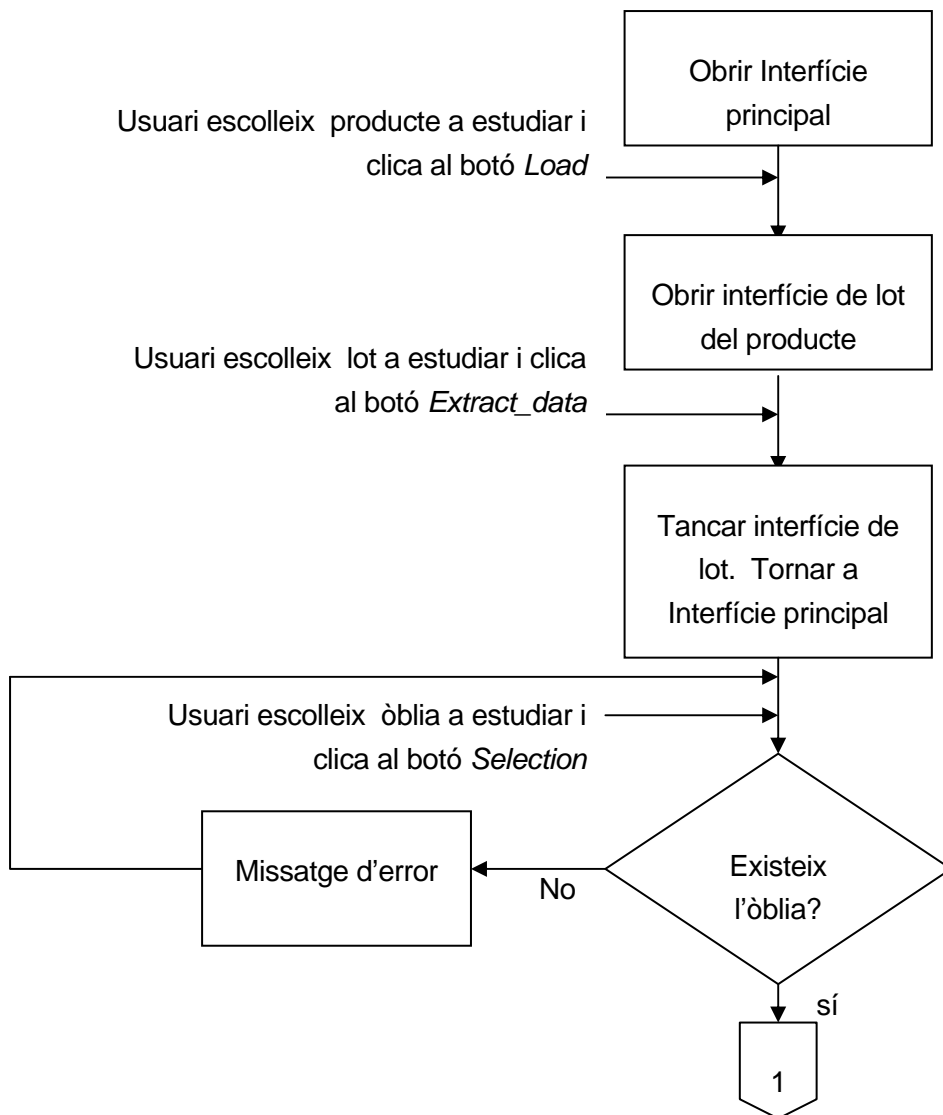 Obrir Interfície
principal
Usuari escolleix producte a estudiar i
clica al botó Load
Obrir interfície de lot
del producte
Usuari escolleix lot a estudiar i clica
al botó Extract_data
Tancar interfície de
lot. Tornar a
Interfície principal
Usuari escolleix òblia a estudiar i
clica al botó Selection
Missatge d'error
No
Existeix
l'òblia?
sí
1